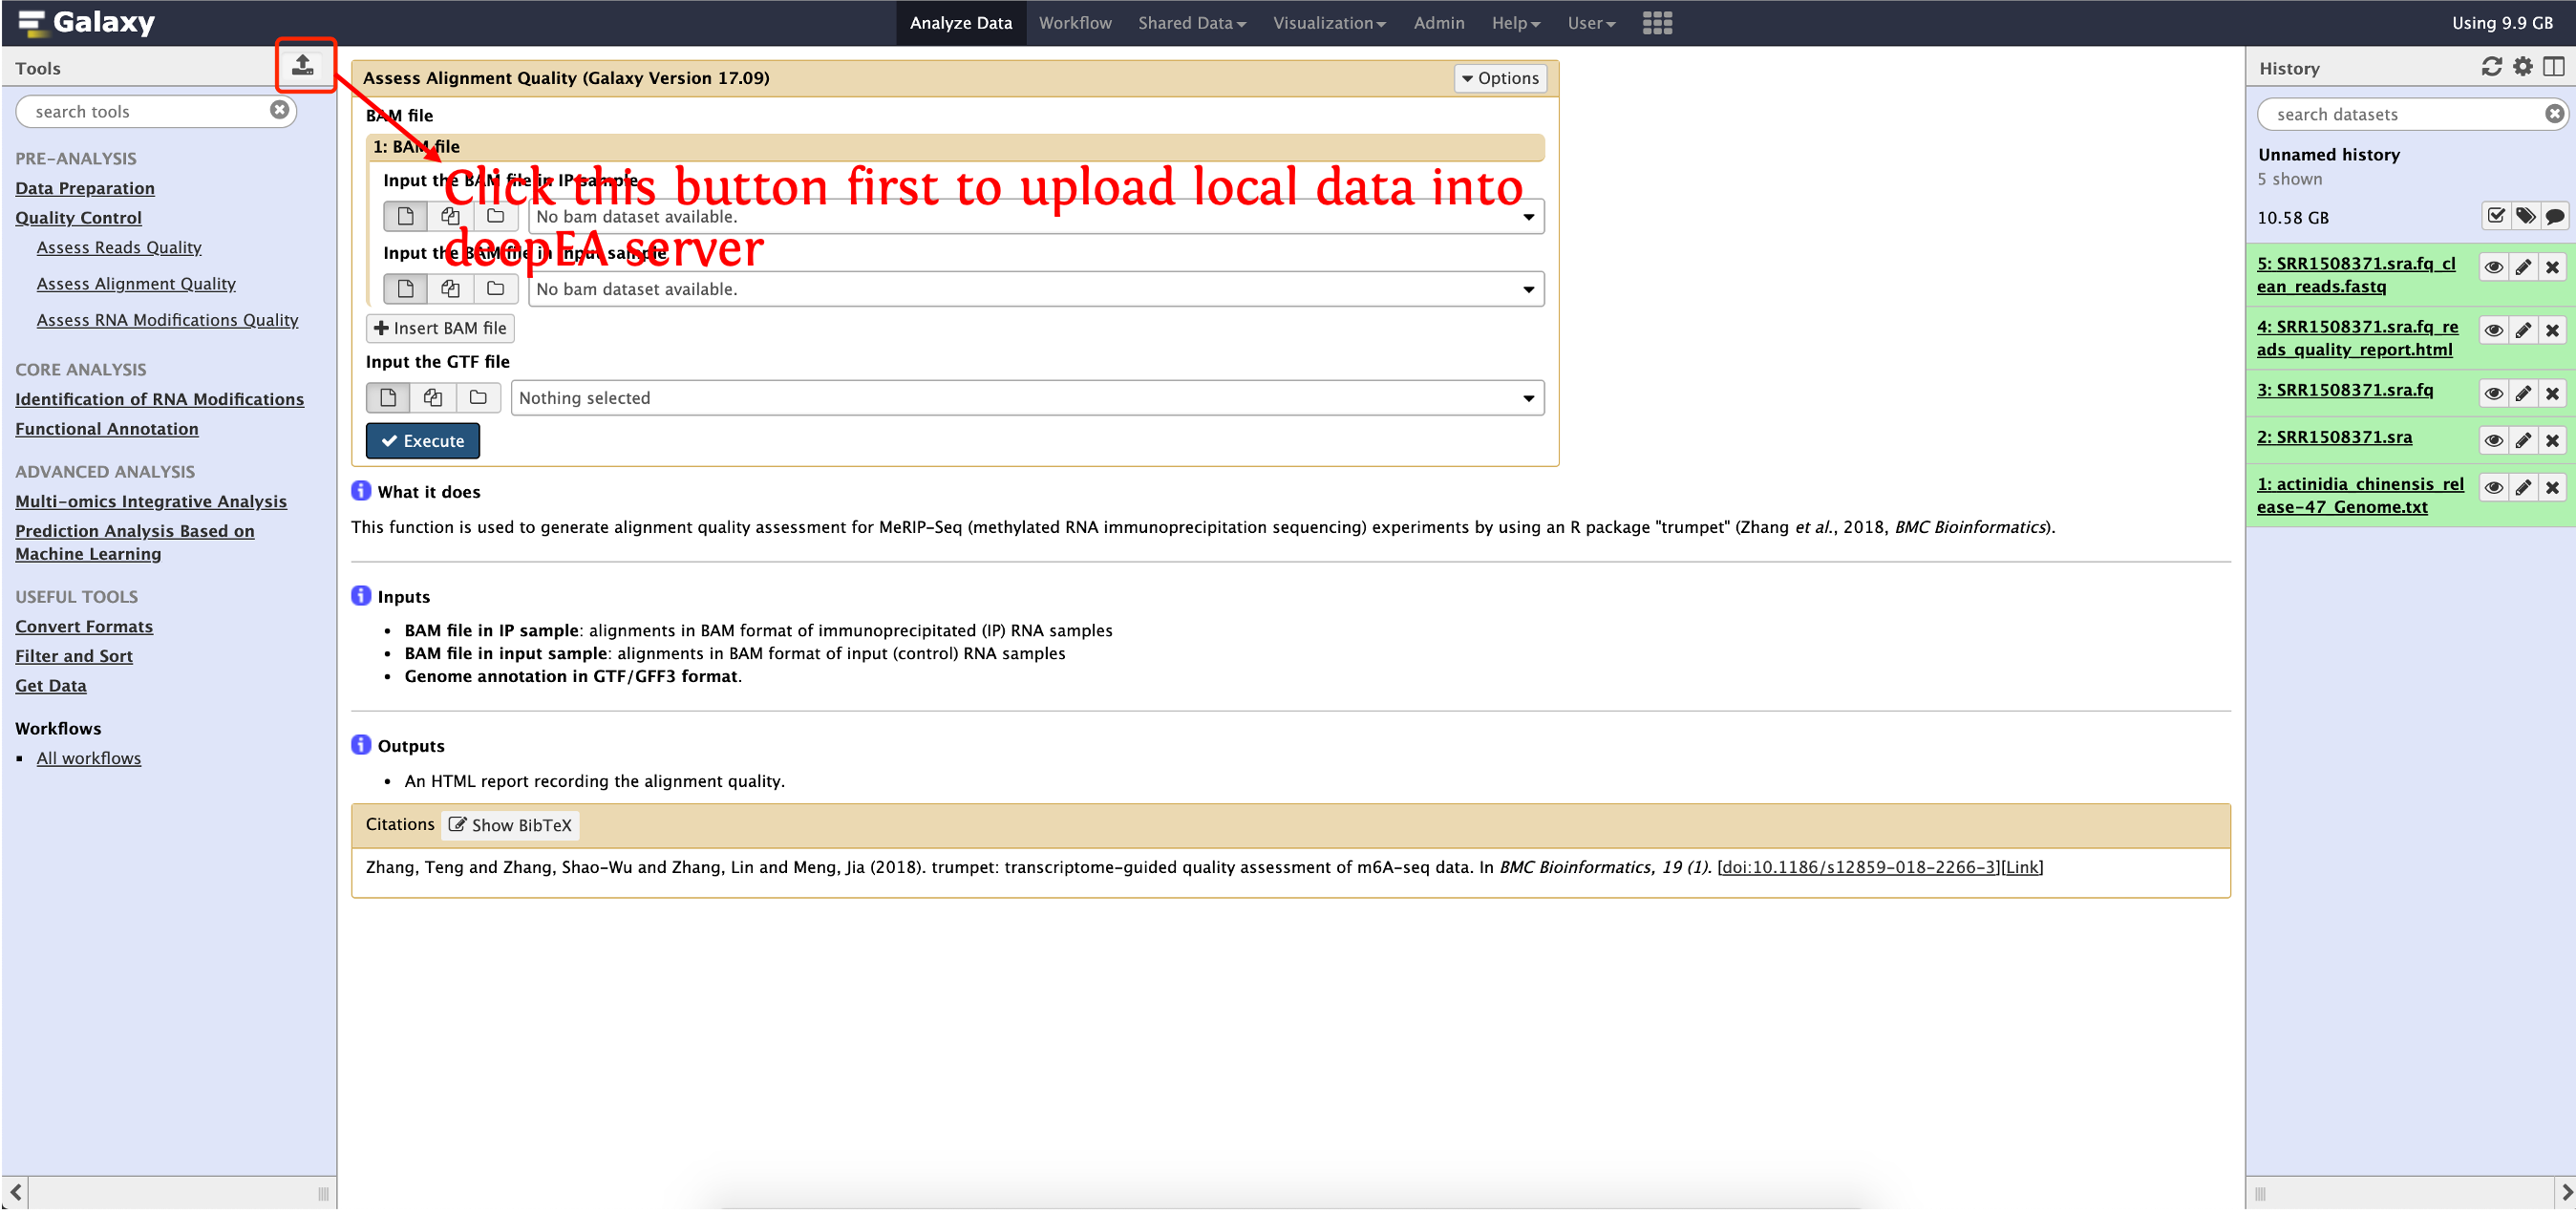 Galaxy
Analyze Data
Workflow
Shared Data
Visualization
Admin
Help
User
Using 9.9 GB
Tools
search tools
PRE-ANALYSIS
Data Preparation
Quality Control
Assess Reads Quality
Assess Alignment Quality
Assess RNA Modifications Quality
CORE ANALYSIS
Identification of RNA Modifications
Functional Annotation
ADVANCED ANALYSIS
Multi-omics Integrative Analysis
Prediction Analysis Based on
Machine Learning
USEFUL TOOLS
Convert Formats
Filter and Sort
Get Data
Workflows
All workflows
Assess Alignment Quality (Galaxy Version 17.09)
Options
BAM file
1: BAM file
Click this button first to upload local data into
deepEA server
Input the BAM file in IP sample
No bam dataset available.
Input the BAM file in input sample
No bam dataset available.
Insert BAM file
Input the GTF file
Nothing selected
Execute
What it does
This function is used to generate alignment quality assessment for MeRIP-Seq (methylated RNA immunoprecipitation sequencing) experiments by using an R package "trumpet" (Zhang et al., 2018, BMC Bioinformatics).
Inputs
• BAM file in IP sample: alignments in BAM format of immunoprecipitated (IP) RNA samples
• BAM file in input sample: alignments in BAM format of input (control) RNA samples
• Genome annotation in GTF/GFF3 format.
Outputs
• An HTML report recording the alignment quality.
Citations
Show BibTeX
Zhang, Teng and Zhang, Shao-Wu and Zhang, Lin and Meng, Jia (2018). trumpet: transcriptome-guided quality assessment of m6A-seq data. In BMC Bioinformatics, 19 (1). [doi:10.1186/s12859-018-2266-3][Link]
History
search datasets
Unnamed history
5 shown
10.58 GB
5: SRR1508371.sra.fq_cl
ean_reads.fastq
4: SRR1508371.sra.fq_re
ads_quality_report.html
3: SRR1508371.sra.fq
2: SRR1508371.sra
1: actinidia_chinensis_rel
ease-47_Genome.txt